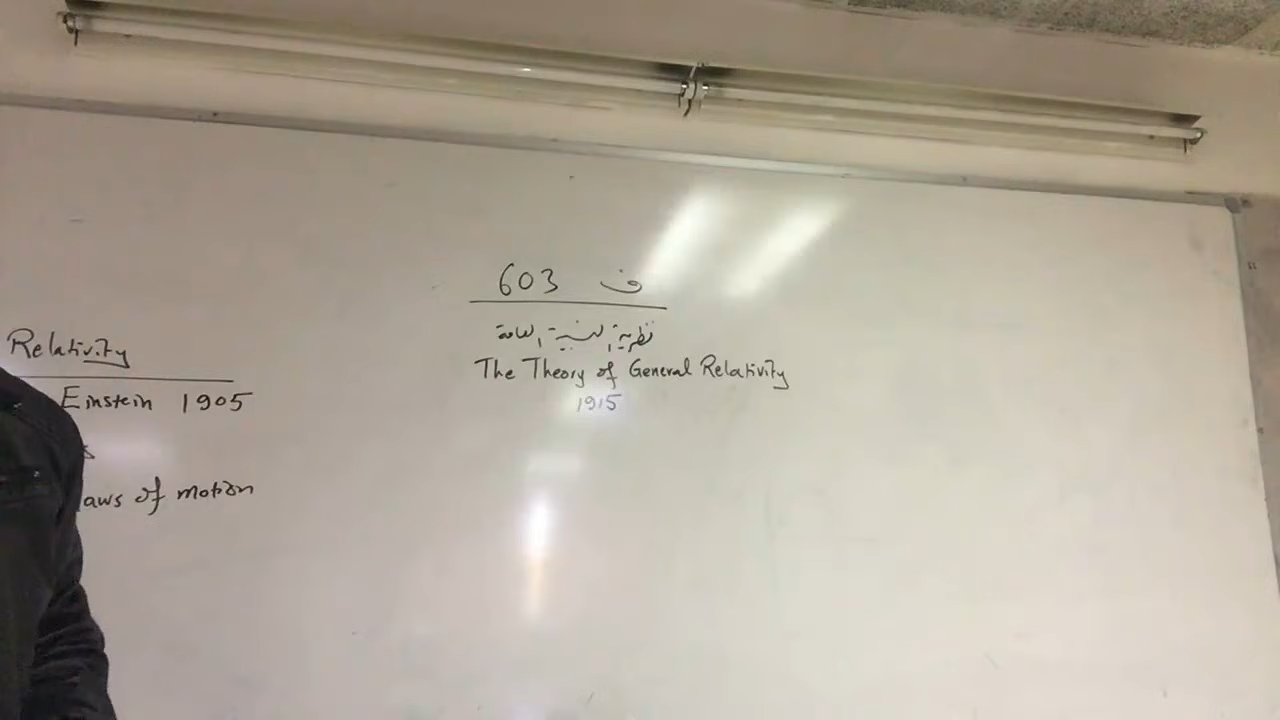 Relativity
Einstein 1905
aws of motion
603 ف
نظرية النسبية العامة
The Theory of General Relativity
1915